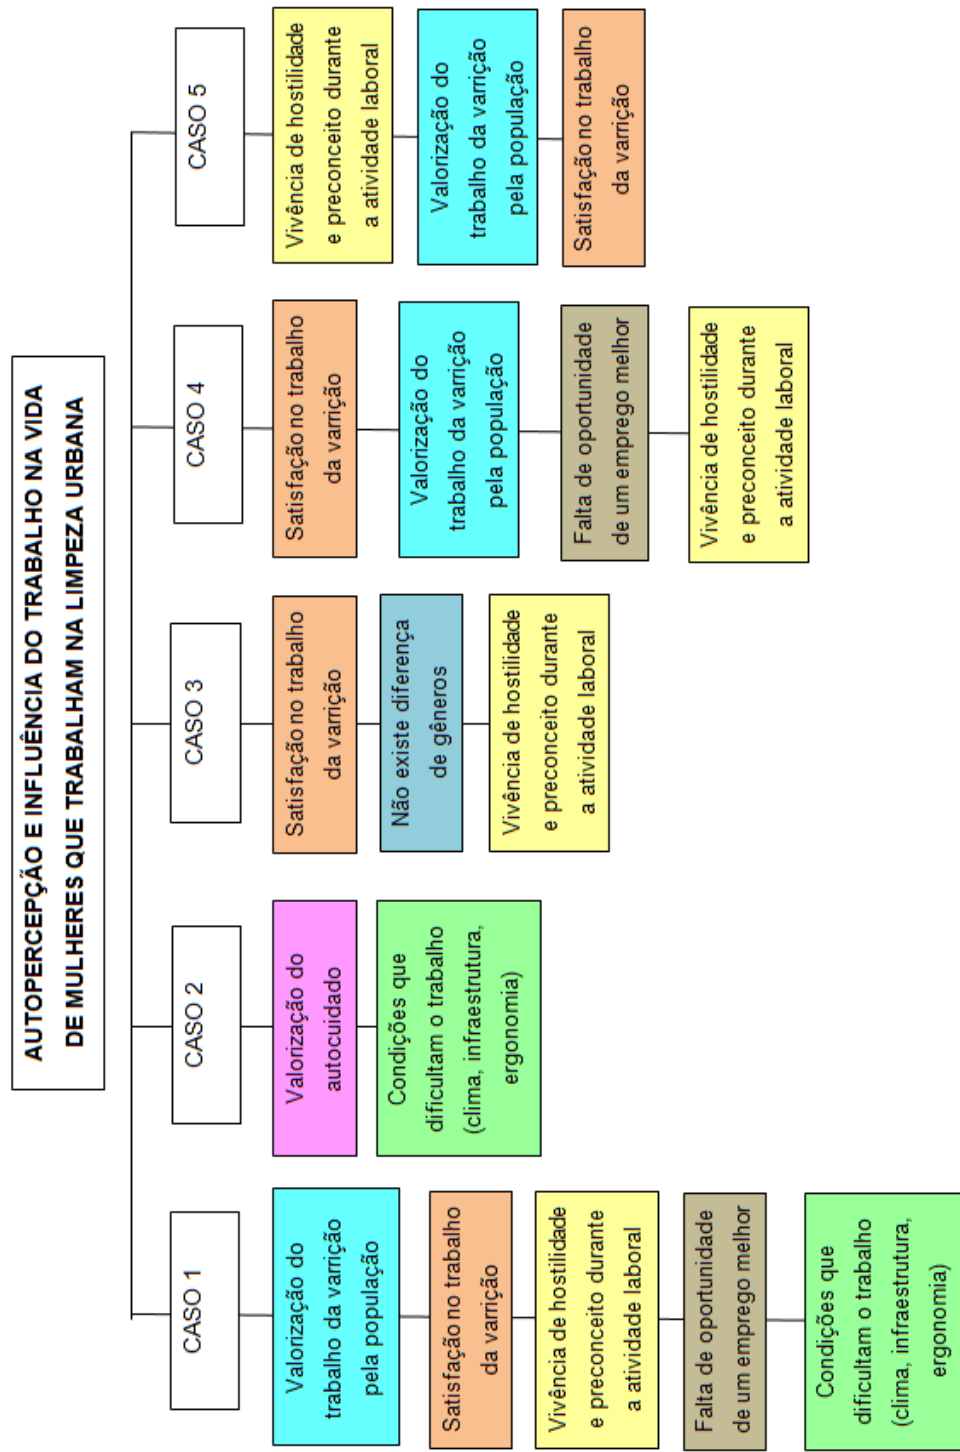 AUTOPERCEPÇÃO E INFLUÊNCIA DO TRABALHO NA VIDA
DE MULHERES QUE TRABALHAM NA LIMPEZA URBANA
CASO 1
Valorização do
trabalho da varrição
pela população
Satisfação no trabalho
da varrição
Vivência de hostilidade
e preconceito durante
a atividade laboral
Falta de oportunidade
de um emprego melhor
Condições que
dificultam o trabalho
(clima, infraestrutura,
ergonomia)
CASO 2
Valorização do
autocuidado
Condições que
dificultam o trabalho
(clima, infraestrutura,
ergonomia)
CASO 3
Satisfação no trabalho
da varrição
Não existe diferença
de gêneros
Vivência de hostilidade
e preconceito durante
a atividade laboral
CASO 4
Satisfação no trabalho
da varrição
Valorização do
trabalho da varrição
pela população
Falta de oportunidade
de um emprego melhor
Vivência de hostilidade
e preconceito durante
a atividade laboral
CASO 5
Vivência de hostilidade
e preconceito durante
a atividade laboral
Valorização do
trabalho da varrição
pela população
Satisfação no trabalho
da varrição